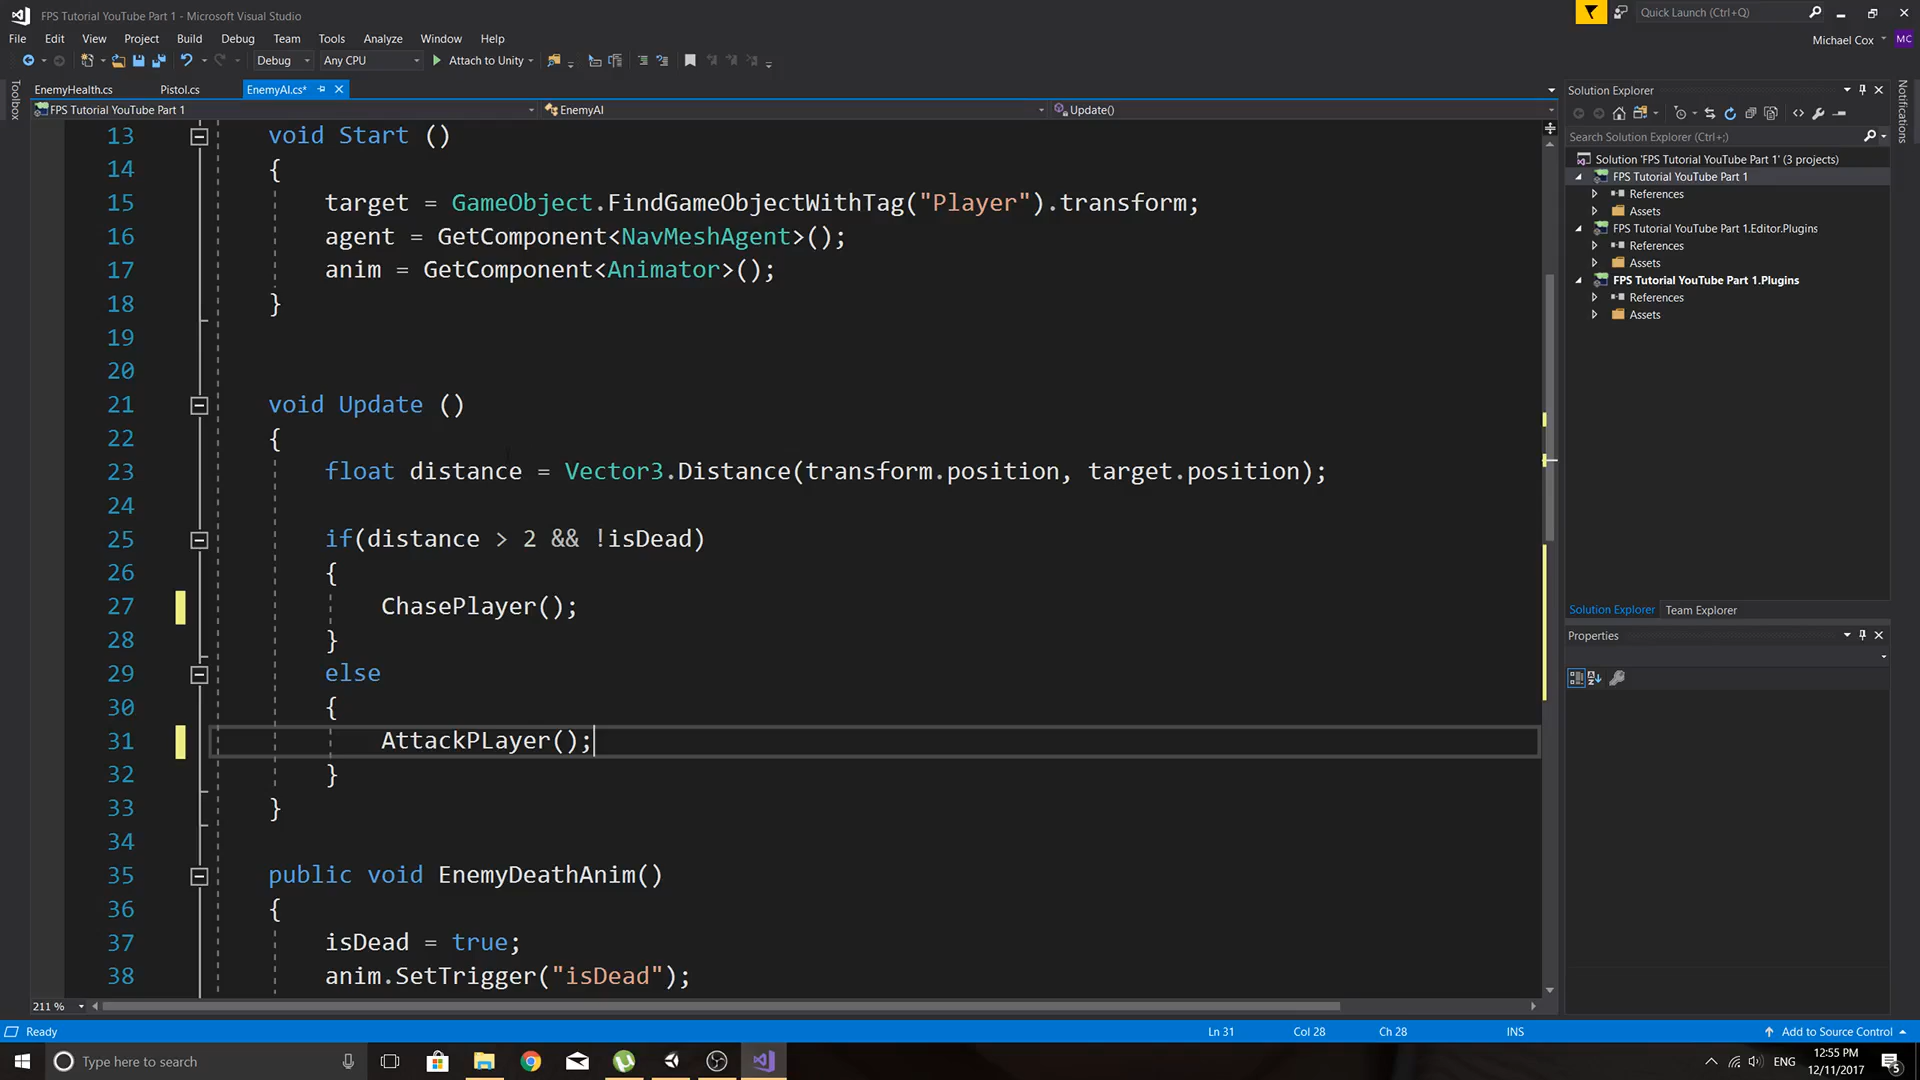 FPS Tutorial YouTube Part 1 - Microsoft Visual Studio
Quick Launch (Ctrl+Q)
File Edit View Project Build Debug Team Tools Analyze Window Help
Michael Cox MC
Debug Any CPU Attach to Unity
Toolbox
EnemyHealth.cs Pistol.cs EnemyAI.cs*
FPS Tutorial YouTube Part 1 EnemyAI Update()
13 void Start ()
14 {
15 target = GameObject.FindGameObjectWithTag("Player").transform;
16 agent = GetComponent<NavMeshAgent>();
17 anim = GetComponent<Animator>();
18 }
19
20
21 void Update ()
22 {
23 float distance = Vector3.Distance(transform.position, target.position);
24
25 if(distance > 2 && !isDead)
26 {
27 ChasePlayer();
28 }
29 else
30 {
31 AttackPLayer();
32 }
33 }
34
35 public void EnemyDeathAnim()
36 {
37 isDead = true;
38 anim.SetTrigger("isDead");
211 %
Solution Explorer
Search Solution Explorer (Ctrl+;)
Solution 'FPS Tutorial YouTube Part 1' (3 projects)
FPS Tutorial YouTube Part 1
References
Assets
FPS Tutorial YouTube Part 1.Editor.Plugins
References
Assets
FPS Tutorial YouTube Part 1.Plugins
References
Assets
Solution Explorer Team Explorer
Properties
Notifications
Ready Ln 31 Col 28 Ch 28 INS Add to Source Control
Type here to search
ENG 12:55 PM
12/11/2017
5